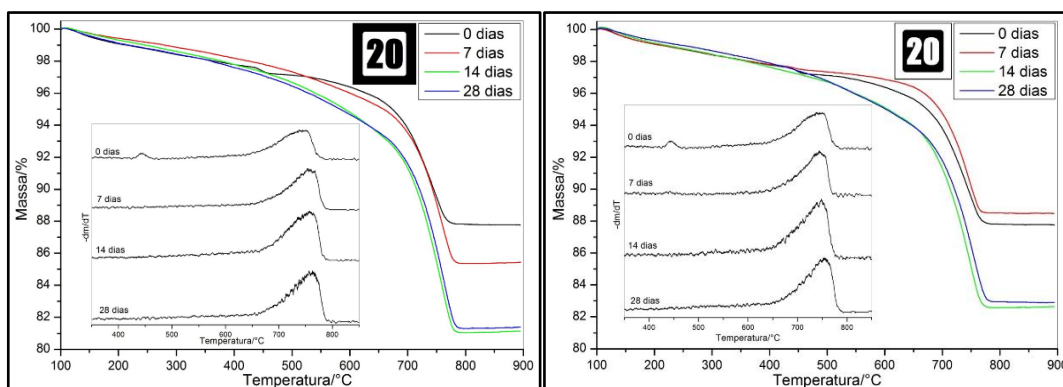 100
98
96
94
92
90
88
86
84
82
80
Massa/%
20
0 dias
7 dias
14 dias
28 dias
0 dias
7 dias
14 dias
28 dias
-dm/dT
400 500 600 700 800
Temperatura/°C
100 200 300 400 500 600 700 800 900
Temperatura/°C
100
98
96
94
92
90
88
86
84
82
80
Massa/%
20
0 dias
7 dias
14 dias
28 dias
0 dias
7 dias
14 dias
28 dias
-dm/dT
400 500 600 700 800
Temperatura/°C
100 200 300 400 500 600 700 800 900
Temperatura/°C